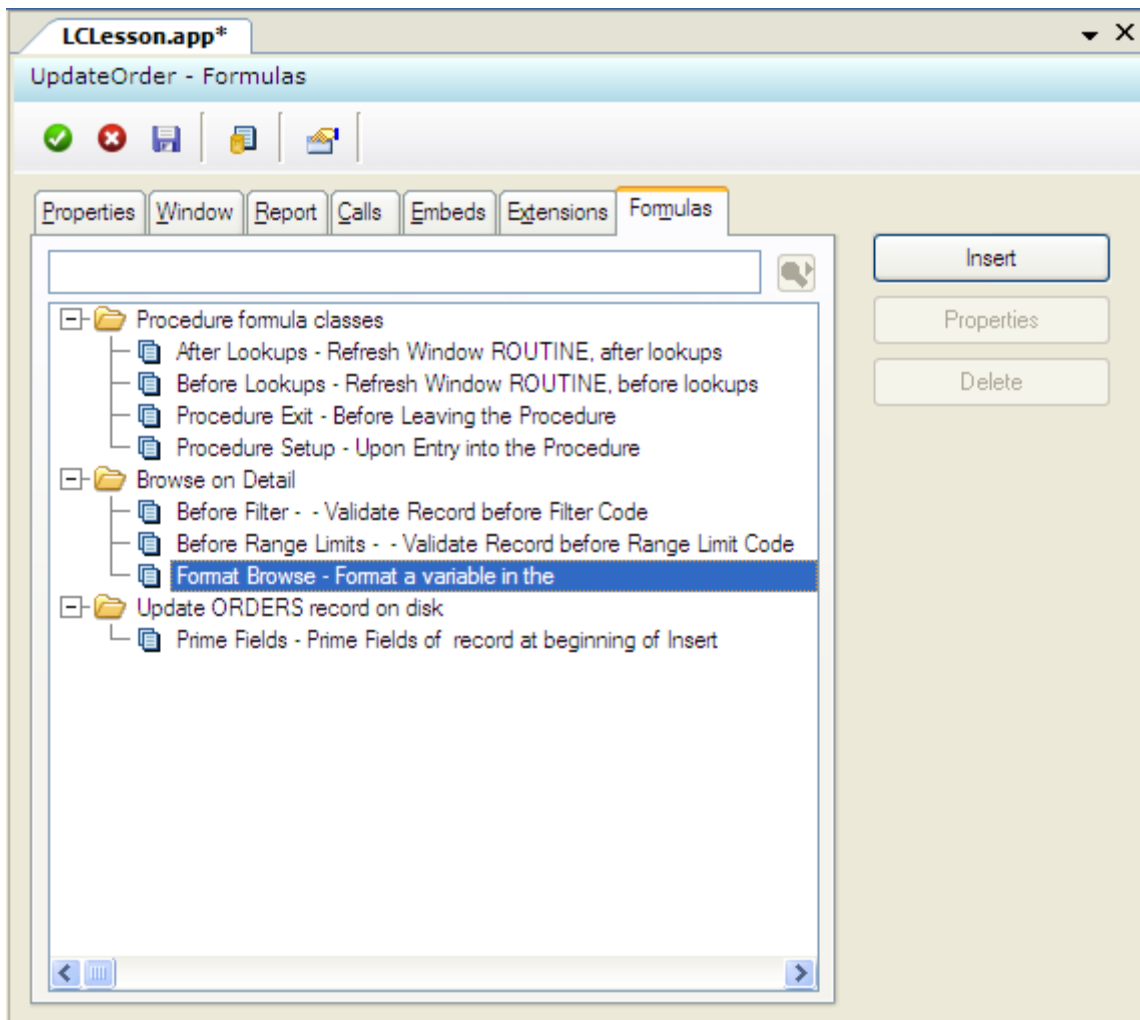 LCLesson.app*
UpdateOrder - Formulas
Properties Window Report Calls Embeds Extensions Formulas
Insert
Properties
Delete
Procedure formula classes
After Lookups - Refresh Window ROUTINE, after lookups
Before Lookups - Refresh Window ROUTINE, before lookups
Procedure Exit - Before Leaving the Procedure
Procedure Setup - Upon Entry into the Procedure
Browse on Detail
Before Filter - - Validate Record before Filter Code
Before Range Limits - - Validate Record before Range Limit Code
Format Browse - Format a variable in the
Update ORDERS record on disk
Prime Fields - Prime Fields of  record at beginning of Insert